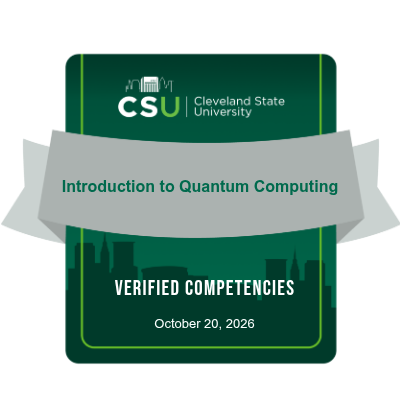 CSU
Cleveland State
University
Introduction to Quantum Computing
VERIFIED COMPETENCIES
October 20, 2026